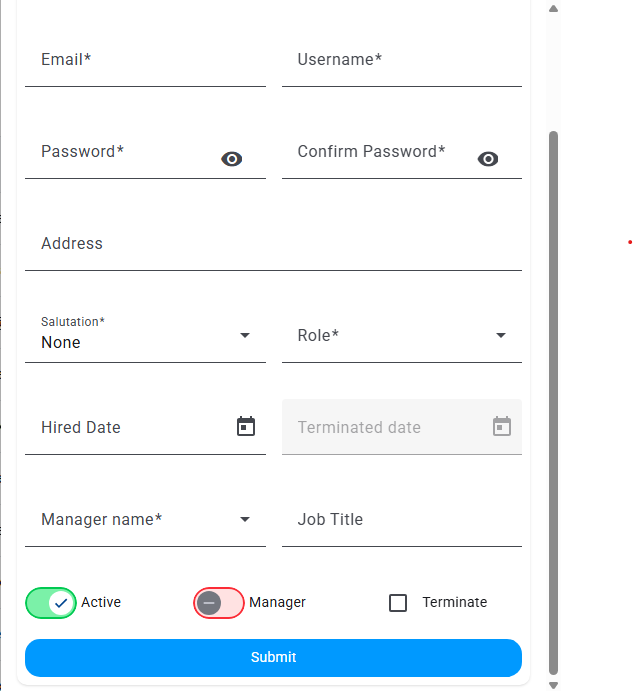 Email* Username*
Password* Confirm Password*
Address
Salutation*
None Role*
Hired Date Terminated date
Manager name* Job Title
Active Manager Terminate
Submit